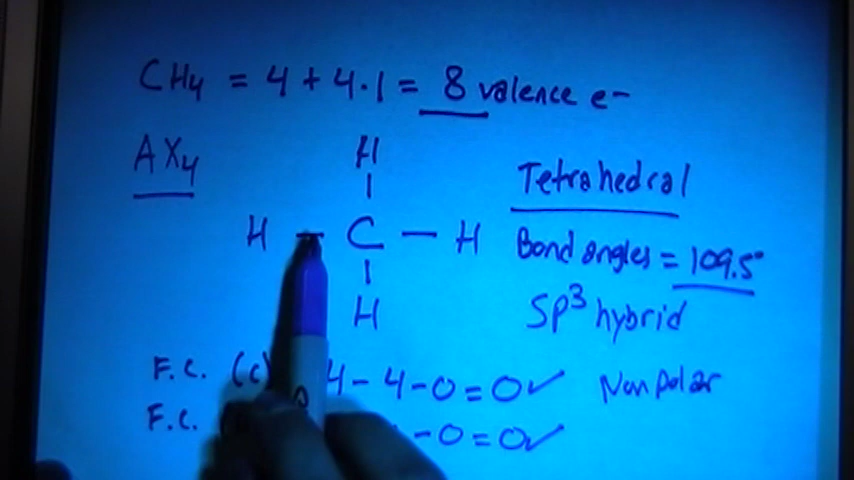 CH4 = 4 + 4·1 = 8 valence e-
AX4
H
H - C - H
H
Tetrahedral
Bond angles = 109.5°
SP3 hybrid
F.C. (C) 4 - 4 - 0 = 0 ✓
Nonpolar
F.C. - 0 = 0 ✓